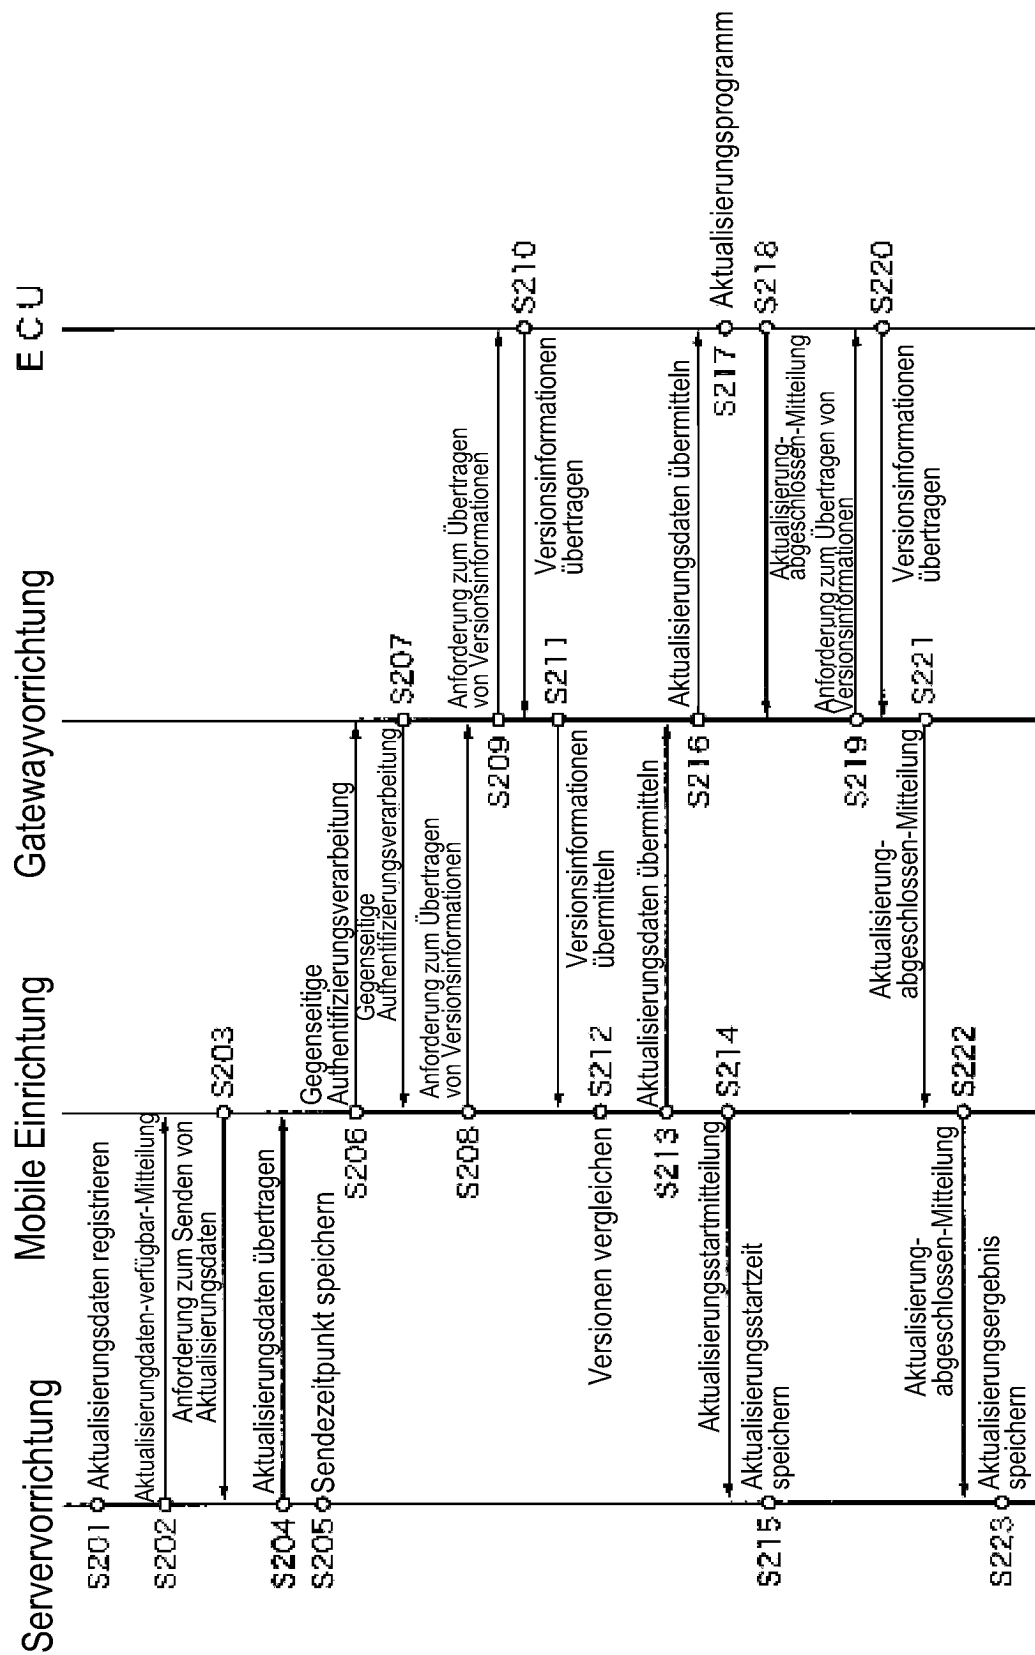 Servervorrichtung
Mobile Einrichtung
Gatewayvorrichtung
ECU
S201
Aktualisierungsdaten registrieren
S202
Aktualisierungdaten-verfügbar-Mitteilung
S203
Anforderung zum Senden von
Aktualisierungsdaten
S204
Aktualisierungsdaten übertragen
S205
Sendezeitpunkt speichern
S206
Gegenseitige
Authentifizierungsverarbeitung
S207
Gegenseitige
Authentifizierungsverarbeitung
S208
Anforderung zum Übertragen
von Versionsinformationen
S209
Anforderung zum Übertragen
von Versionsinformationen
S210
Versionsinformationen
übertragen
S211
Versionsinformationen
übermitteln
S212
Versionen vergleichen
S213
Aktualisierungsdaten übermitteln
S214
Aktualisierungsstartmitteilung
S215
Aktualisierungsstartzeit
speichern
S216
Aktualisierungsdaten übermitteln
S217
Aktualisierungsprogramm
S218
Aktualisierung-
abgeschlossen-Mitteilung
S219
Anforderung zum Übertragen von
Versionsinformationen
S220
Versionsinformationen
übertragen
S221
Aktualisierung-
abgeschlossen-Mitteilung
S222
Aktualisierung-
abgeschlossen-Mitteilung
S223
Aktualisierungsergebnis
speichern